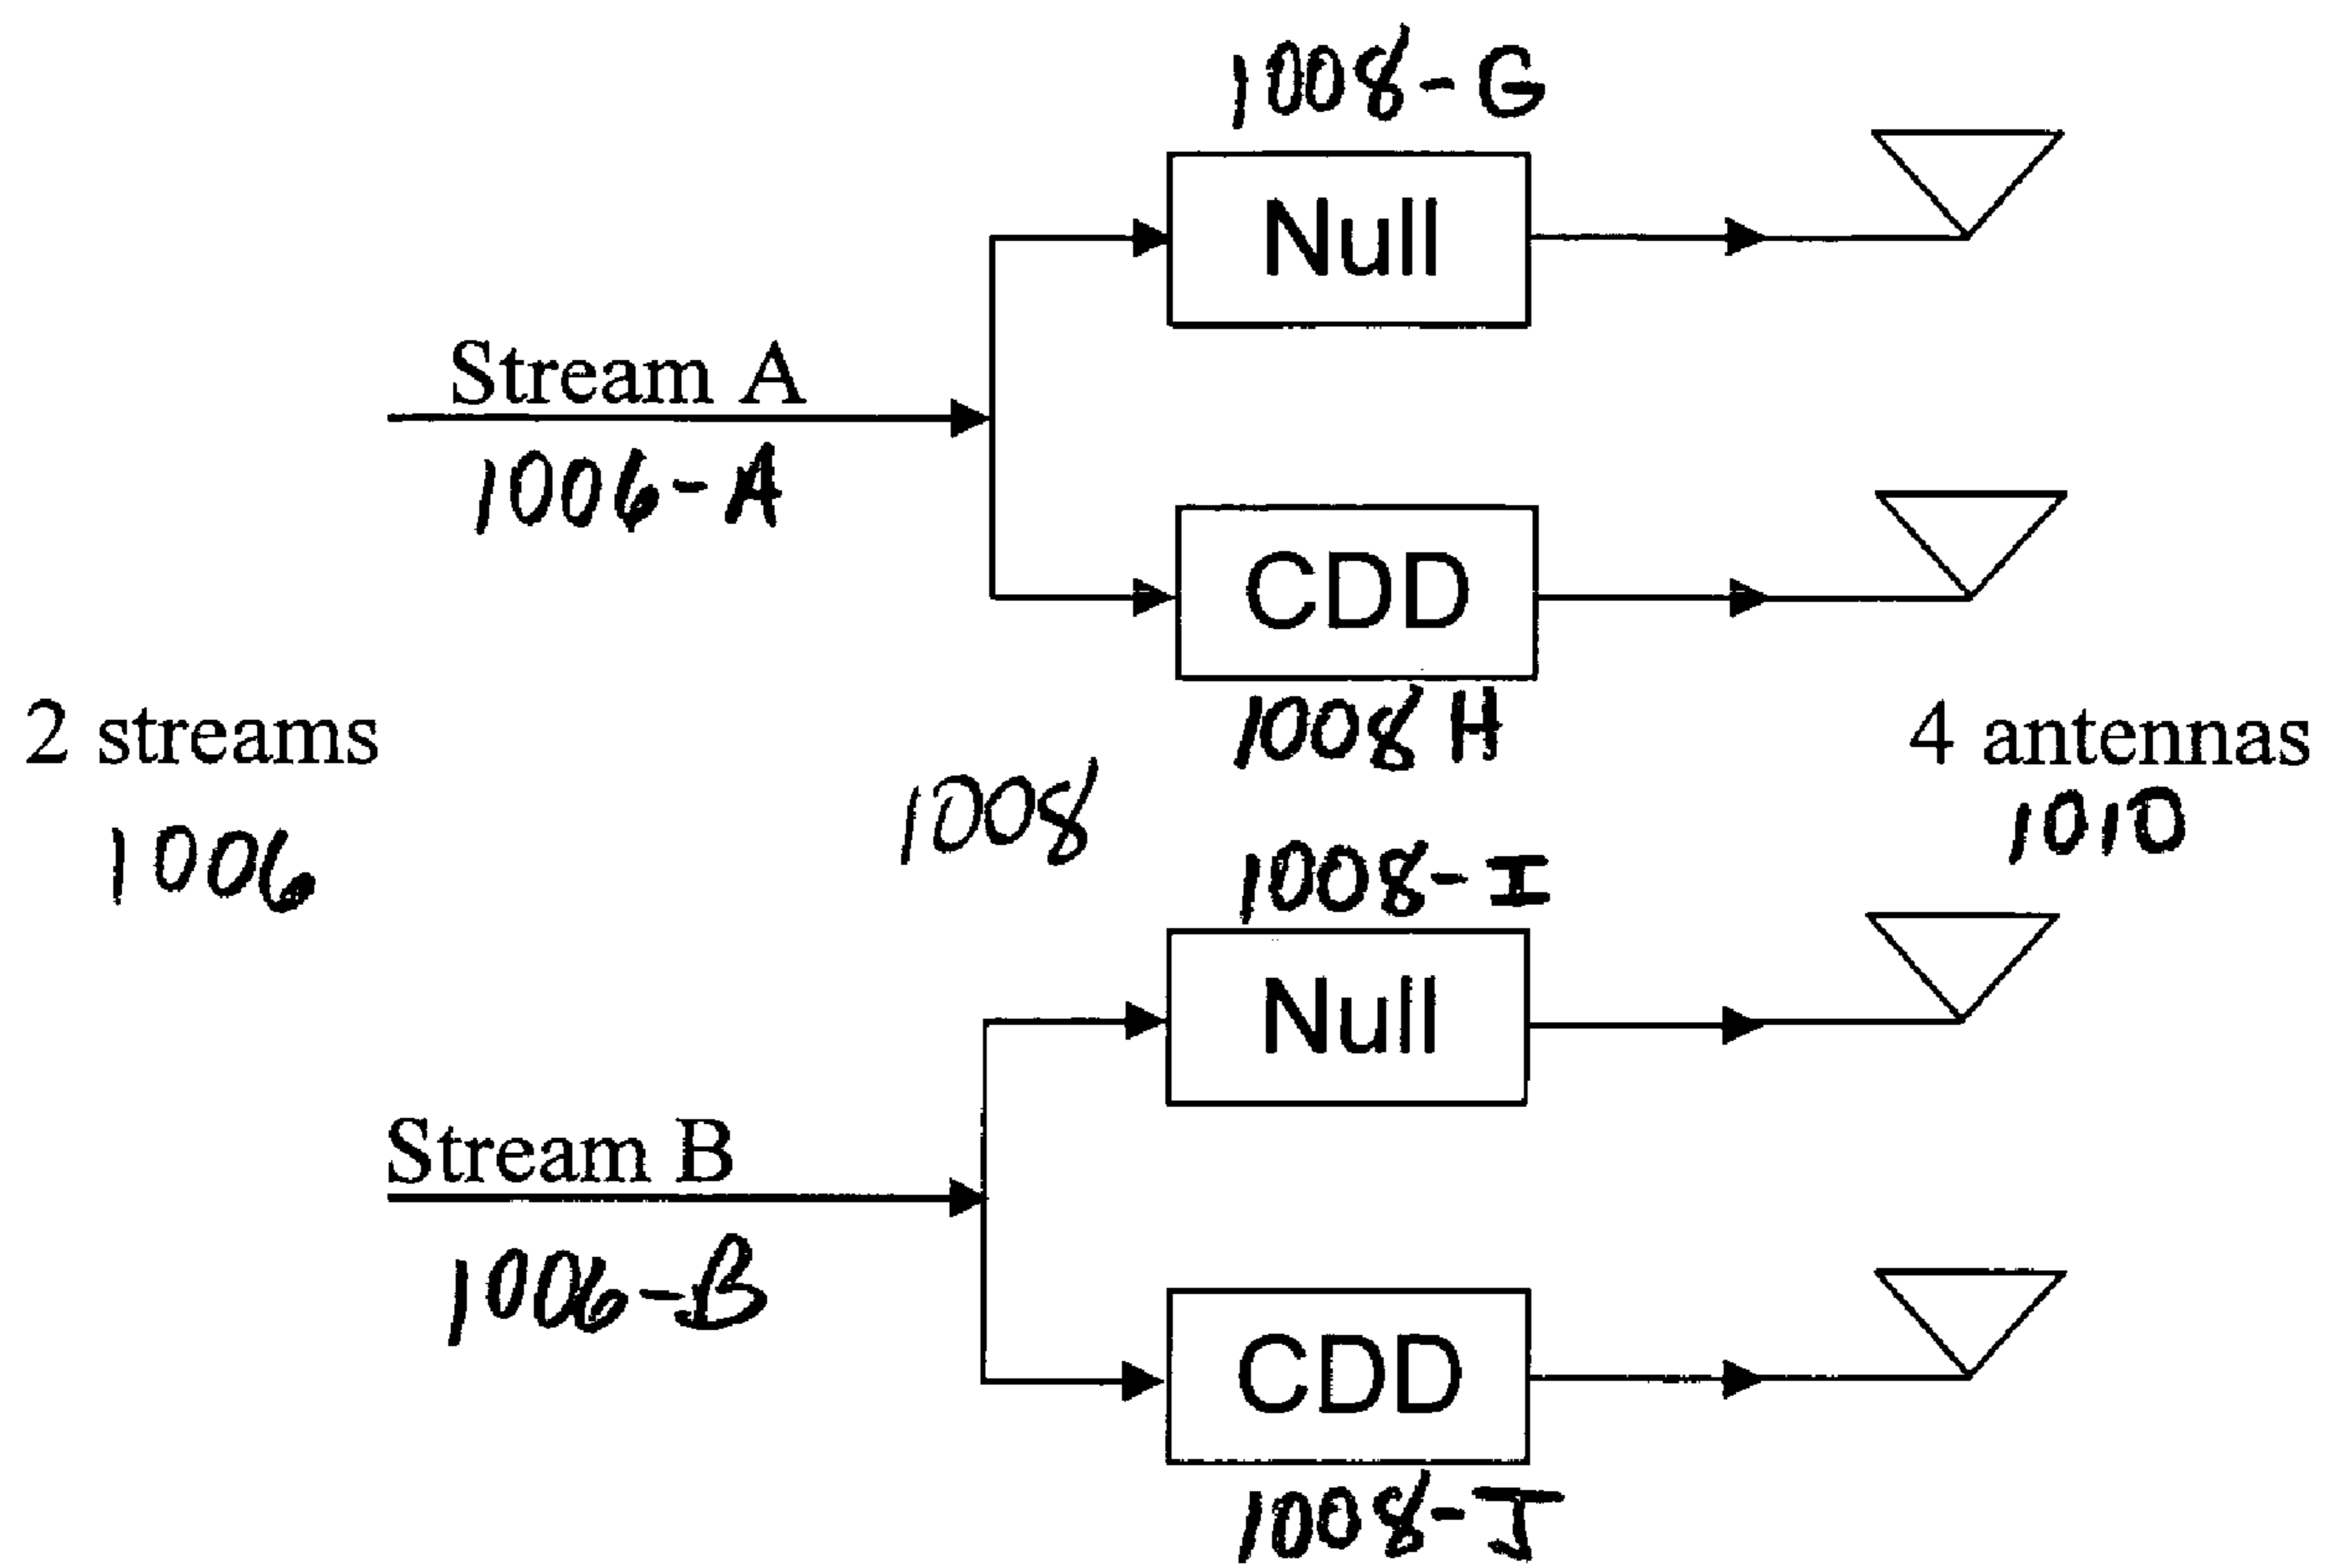 1008-G
Null
Stream A
1006-A
CDD
1008 H
2 streams
1006
1008
4 antennas
1010
1008-I
Null
Stream B
1006-B
CDD
1008-J